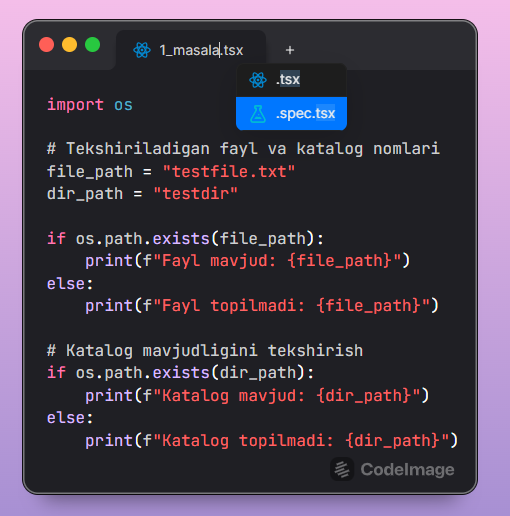 1_masala.tsx +
.tsx
.spec.tsx
import os
# Tekshiriladigan fayl va katalog nomlari
file_path = "testfile.txt"
dir_path = "testdir"
if os.path.exists(file_path):
    print(f"Fayl mavjud: {file_path}")
else:
    print(f"Fayl topilmadi: {file_path}")
# Katalog mavjudligini tekshirish
if os.path.exists(dir_path):
    print(f"Katalog mavjud: {dir_path}")
else:
    print(f"Katalog topilmadi: {dir_path}")
CodeImage